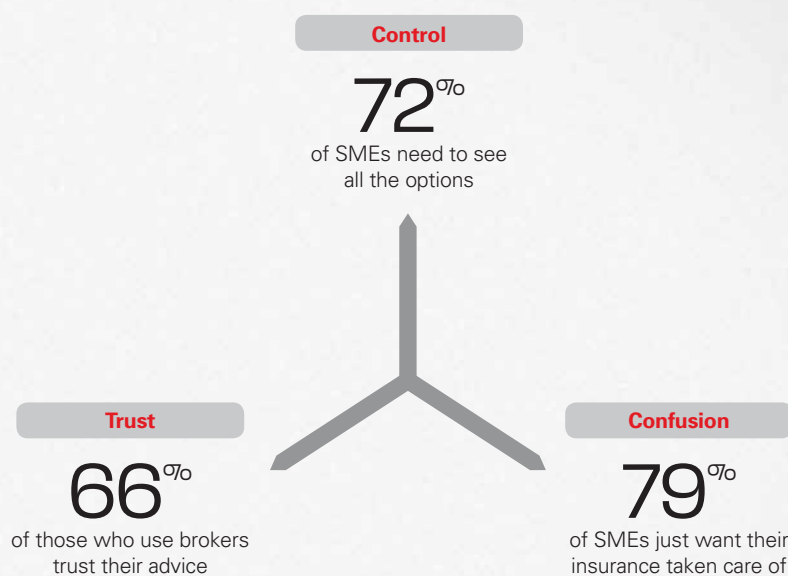 Control
72%
of SMEs need to see
all the options
Trust
66%
of those who use brokers
trust their advice
Confusion
79%
of SMEs just want their
insurance taken care of